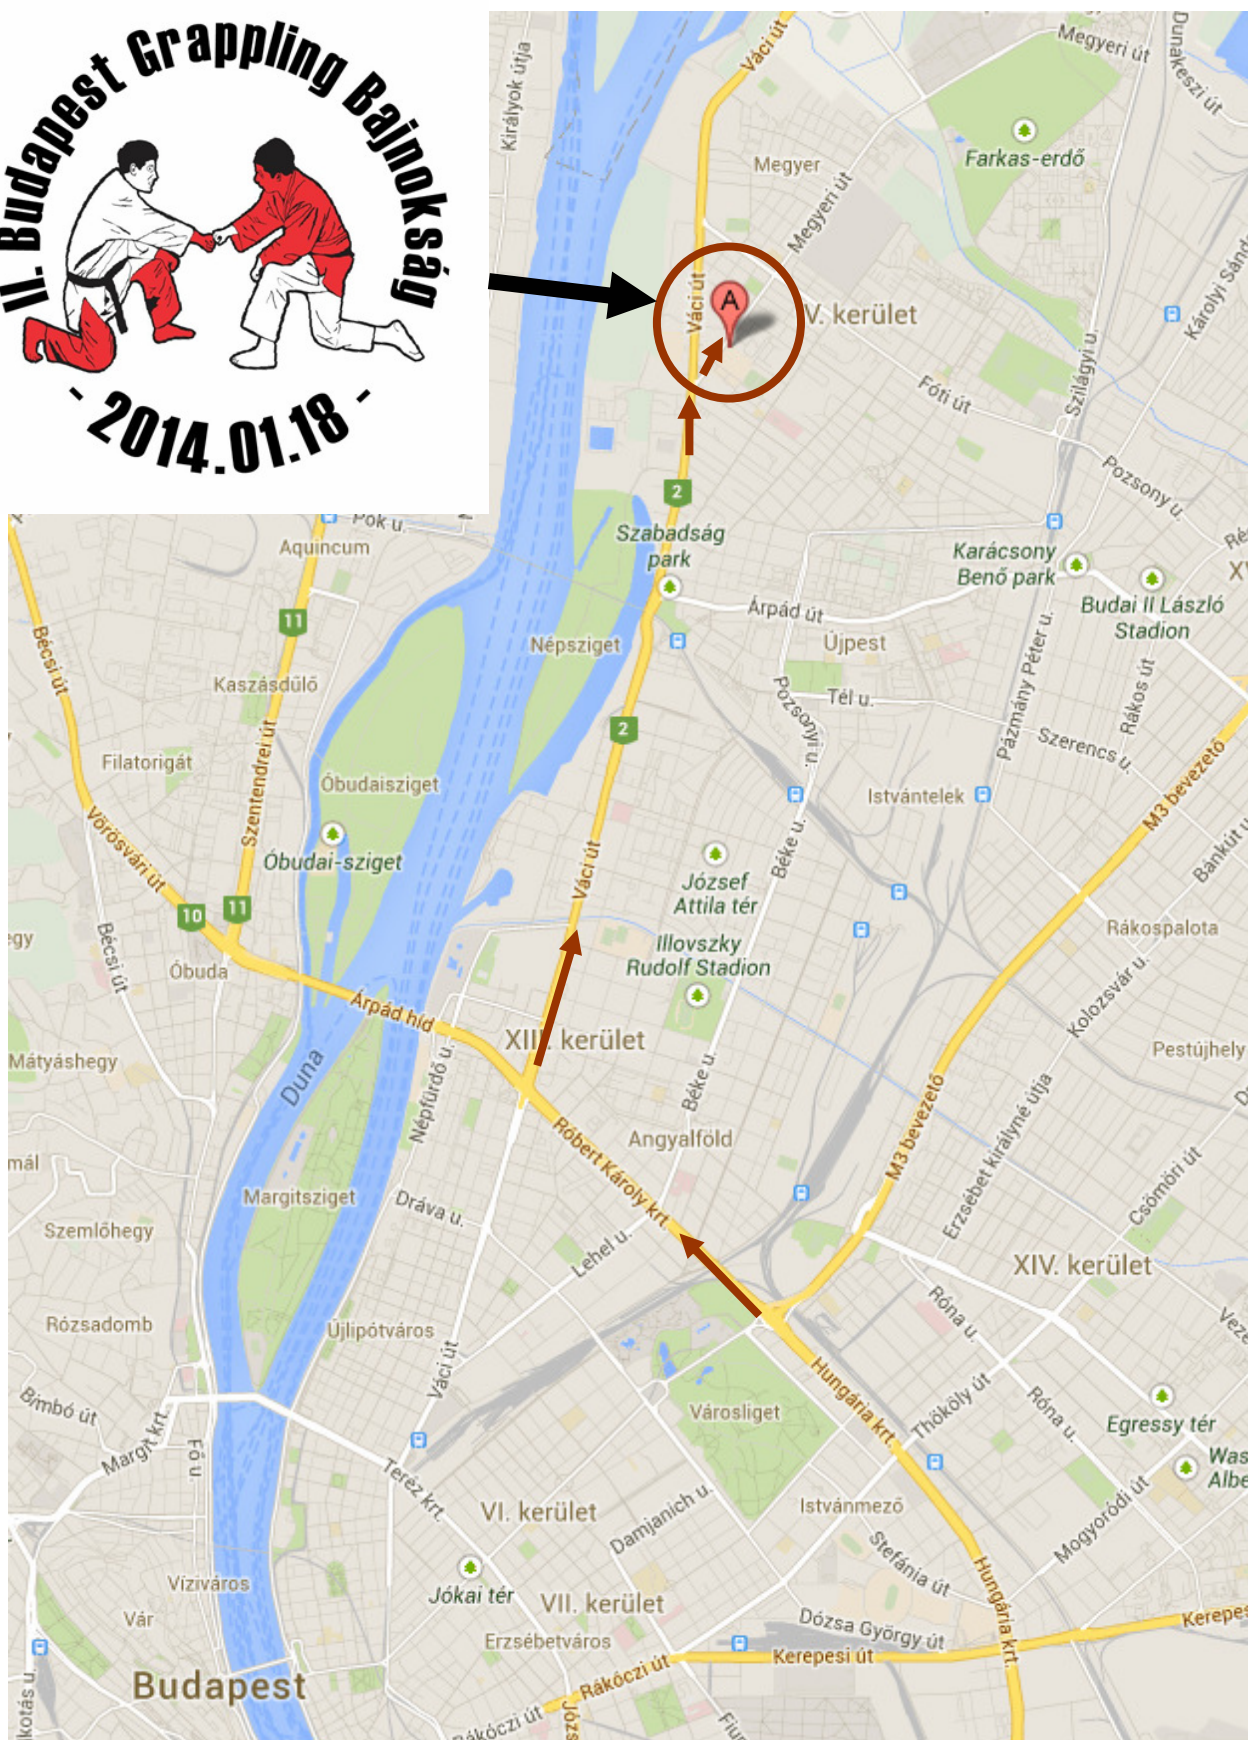 II. Budapest Grappling Bajnokság
- 2014.01.18 -
Királyok útja
Váci út
Megyeri út
Dunakeszi út
Megyer
Farkas-erdő
Megyeri út
Váci út
A
V. kerület
Károlyi Sánd
Szilágyi u.
Fóti út
Pozsony u.
2
Pók u.
Aquincum
Szabadság
park
Karácsony
Benő park
Budai II László
Stadion
11
Bécsi út
Népsziget
Árpád út
Újpest
Kaszásdűlő
Szentendrei út
2
Pozsonyi u.
Tél u.
Pázmány Péter u.
Rákos út
Szerencs u.
Filatorigát
Óbudaisziget
Istvántelek
M3 bevezető
Vörösvári út
Óbudai-sziget
Váci út
József
Attila tér
Béke u.
Bánkút u.
10
11
Bécsi út
Óbuda
Illovszky
Rudolf Stadion
Rákospalota
Árpád híd
Kolozsvár u.
Mátyáshegy
Duna
XIII. kerület
Pestújhely
Népfürdő u.
Béke u.
M3 bevezető
Erzsébet királyné útja
Róbert Károly krt.
Angyalföld
Csömöri út
Margitsziget
Dráva u.
Szemlőhegy
Lehel u.
XIV. kerület
Rózsadomb
Újlipótváros
Róna u.
Váci út
Hungária krt.
Bimbó út
Margit krt.
Fő u.
Városliget
Thököly út
Róna u.
Egressy tér
Teréz krt.
VI. kerület
Damjanich u.
Istvánmező
Mogyoródi út
Stefánia út
Víziváros
Jókai tér
Hungária krt.
Vár
VII. kerület
Dózsa György út
Erzsébetváros
Kerepesi út
Budapest
Rákóczi út
Rákóczi út